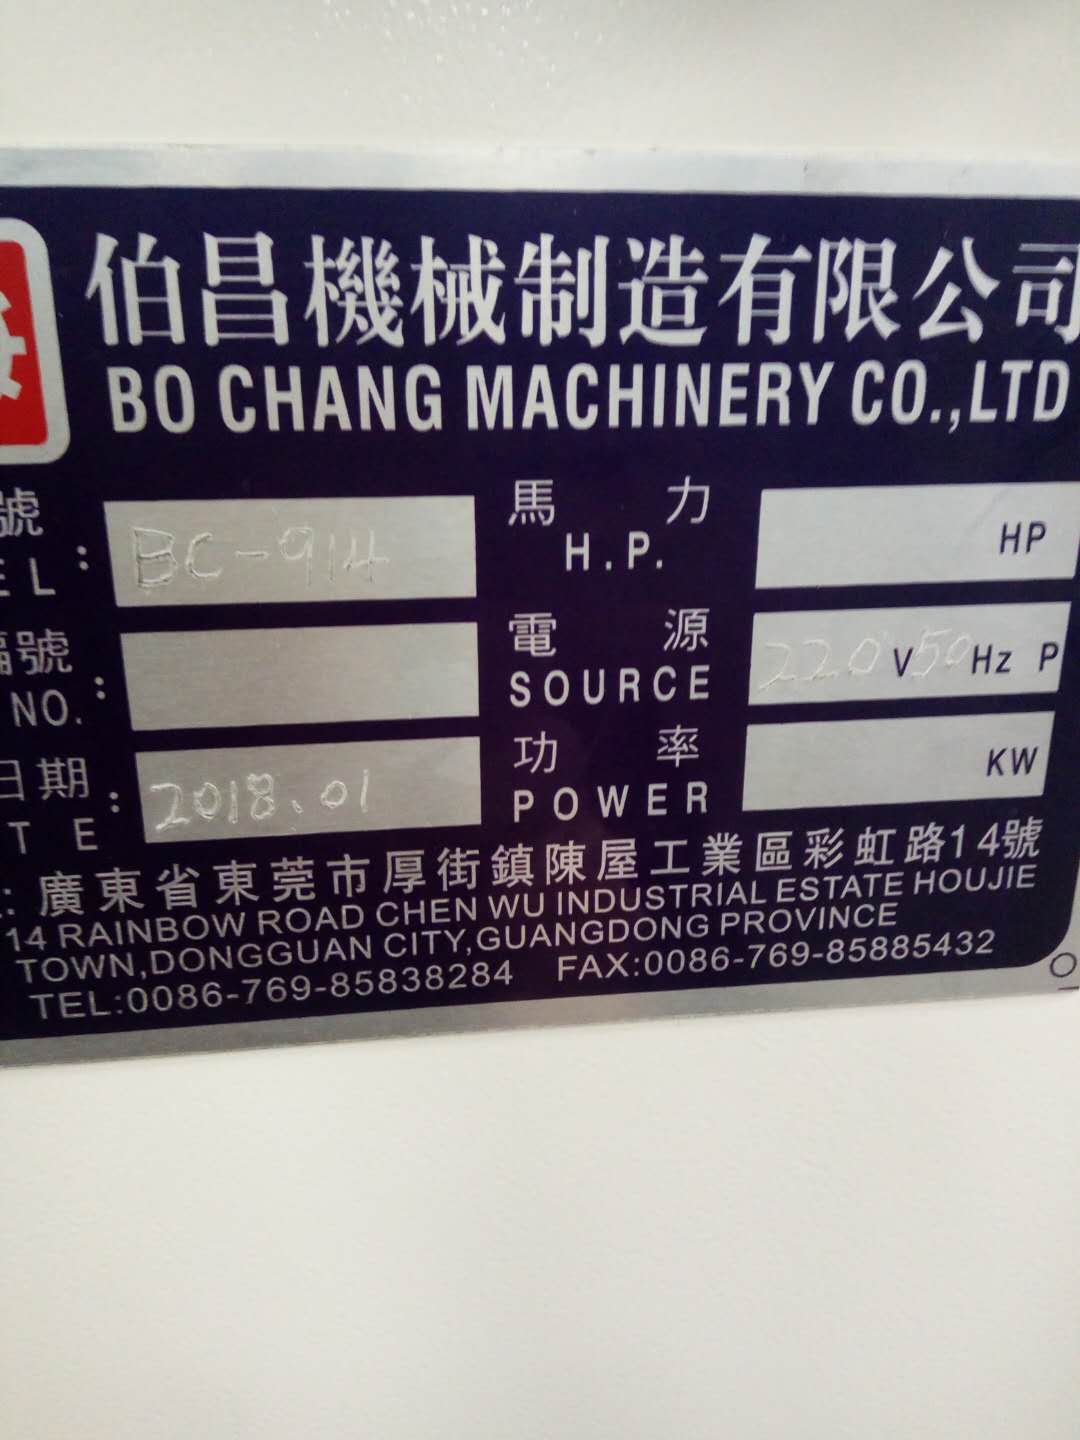 伯昌機械制造有限公司
BO CHANG MACHINERY CO.,LTD
號 馬力
EL : BC-914 H.P. HP
編號 電源
NO. : SOURCE 220V50Hz P
日期 功率
TE : 2018.01 POWER KW
: 廣東省東莞市厚街鎮陳屋工業區彩虹路14號
14 RAINBOW ROAD CHEN WU INDUSTRIAL ESTATE HOUJIE
TOWN,DONGGUAN CITY,GUANGDONG PROVINCE
TEL:0086-769-85838284 FAX:0086-769-85885432